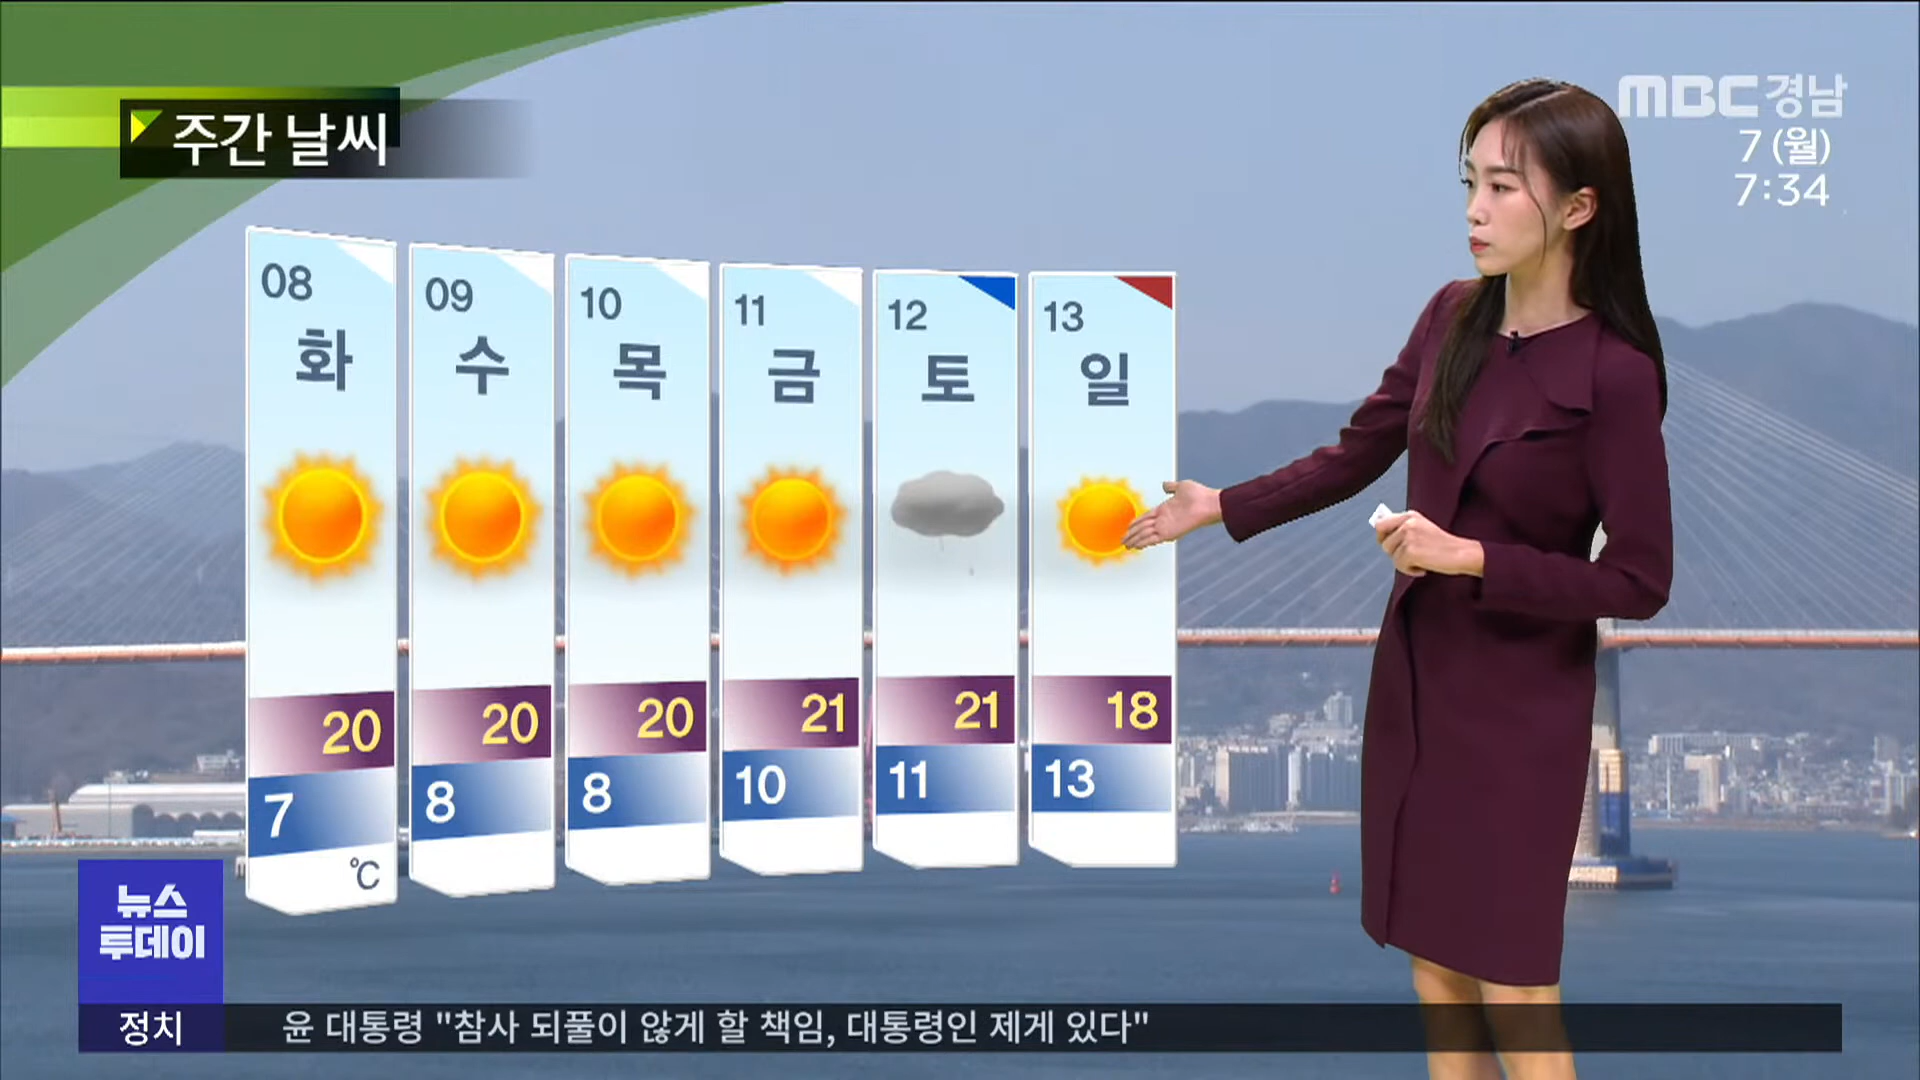 주간 날씨
MBC경남
7 (월)
7:34
08 화
09 수
10 목
11 금
12 토
13 일
20 20 20 21 21 18
7 8 8 10 11 13
℃
뉴스
투데이
정치 윤 대통령 "참사 되풀이 않게 할 책임, 대통령인 제게 있다"